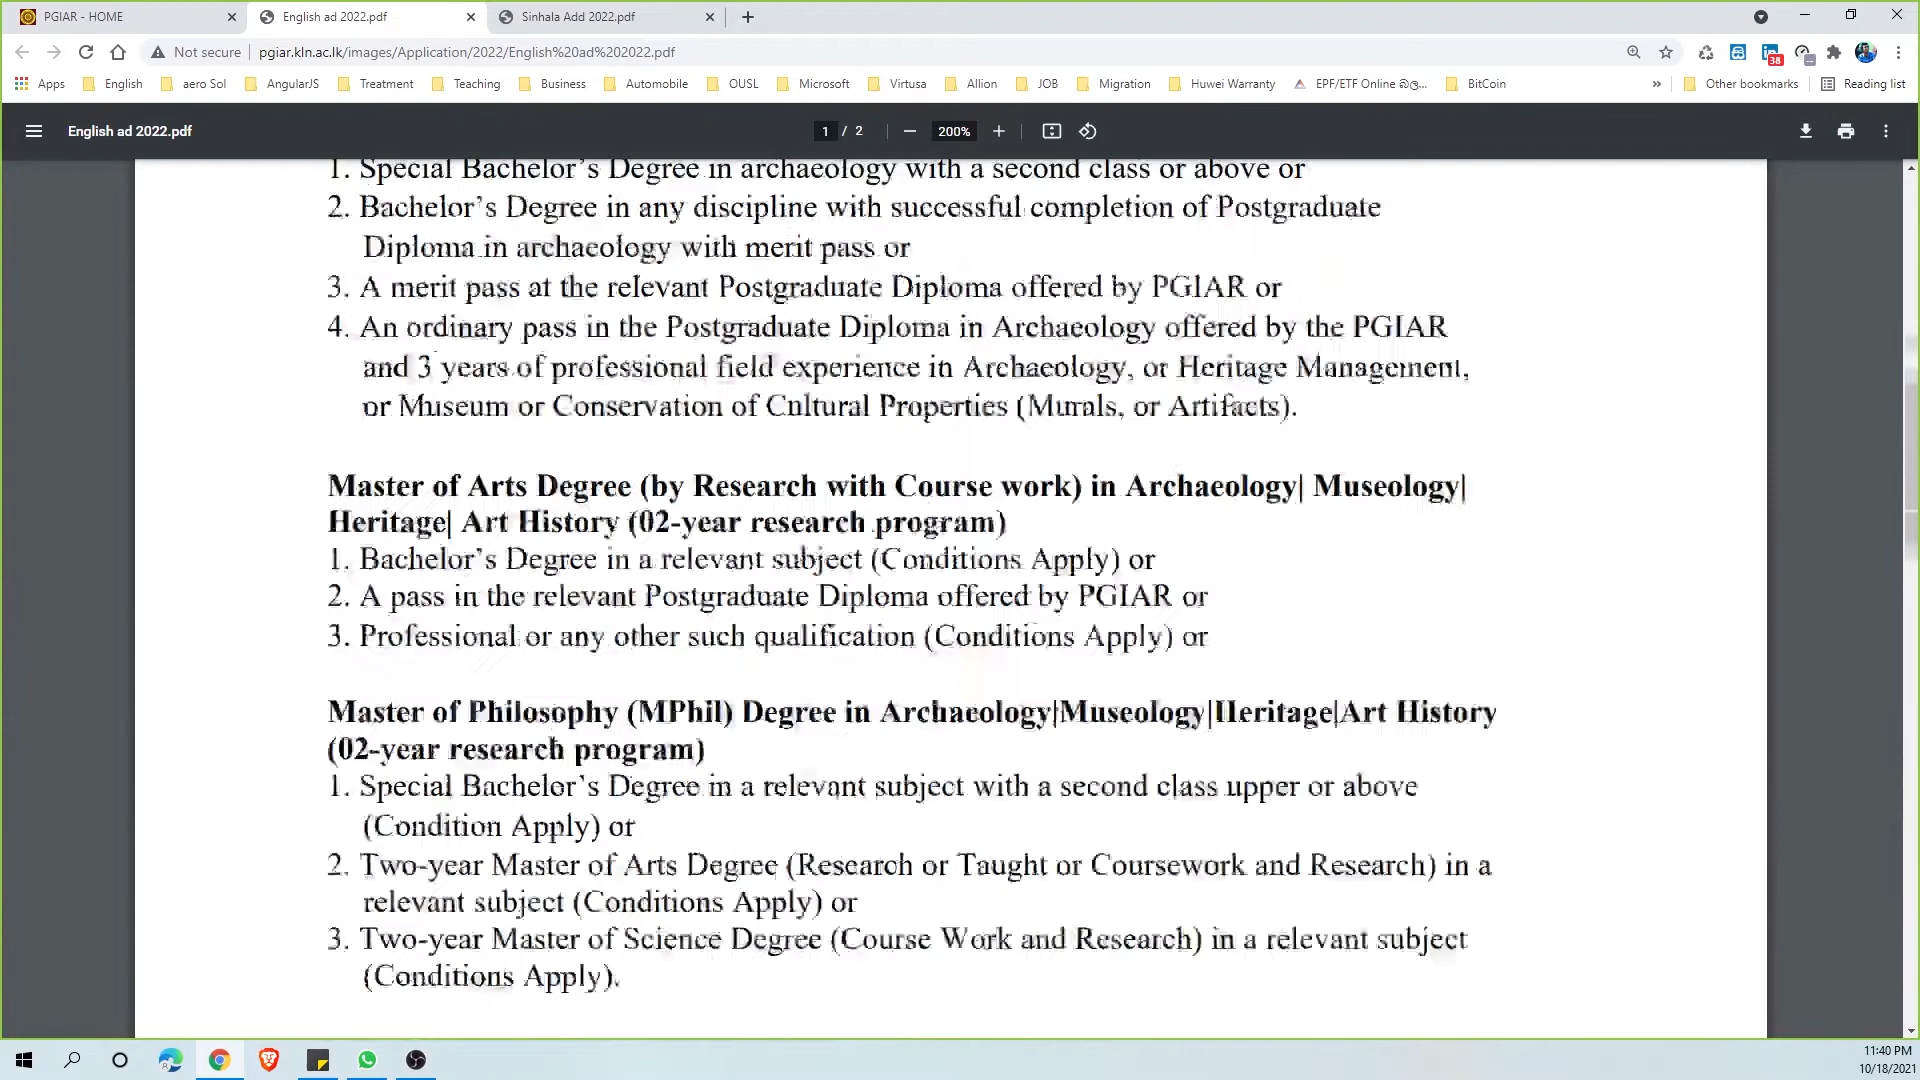 PGIAR - HOME
English ad 2022.pdf
Sinhala Add 2022.pdf
Not secure
pgiar.kln.ac.lk/images/Application/2022/English%20ad%202022.pdf
38
Apps
English
aero Sol
AngularJS
Treatment
Teaching
Business
Automobile
OUSL
Microsoft
Virtusa
Allion
JOB
Migration
Huwei Warranty
EPF/ETF Online
BitCoin
Other bookmarks
Reading list
English ad 2022.pdf
1 / 2
200%
1. Special Bachelor's Degree in archaeology with a second class or above or
2. Bachelor's Degree in any discipline with successful completion of Postgraduate
Diploma in archaeology with merit pass or
3. A merit pass at the relevant Postgraduate Diploma offered by PGIAR or
4. An ordinary pass in the Postgraduate Diploma in Archaeology offered by the PGIAR
and 3 years of professional field experience in Archaeology, or Heritage Management,
or Museum or Conservation of Cultural Properties (Murals, or Artifacts).
Master of Arts Degree (by Research with Course work) in Archaeology| Museology|
Heritage| Art History (02-year research program)
1. Bachelor's Degree in a relevant subject (Conditions Apply) or
2. A pass in the relevant Postgraduate Diploma offered by PGIAR or
3. Professional or any other such qualification (Conditions Apply) or
Master of Philosophy (MPhil) Degree in Archaeology|Museology|Heritage|Art History
(02-year research program)
1. Special Bachelor's Degree in a relevant subject with a second class upper or above
(Condition Apply) or
2. Two-year Master of Arts Degree (Research or Taught or Coursework and Research) in a
relevant subject (Conditions Apply) or
3. Two-year Master of Science Degree (Course Work and Research) in a relevant subject
(Conditions Apply).
11:40 PM
10/18/2021